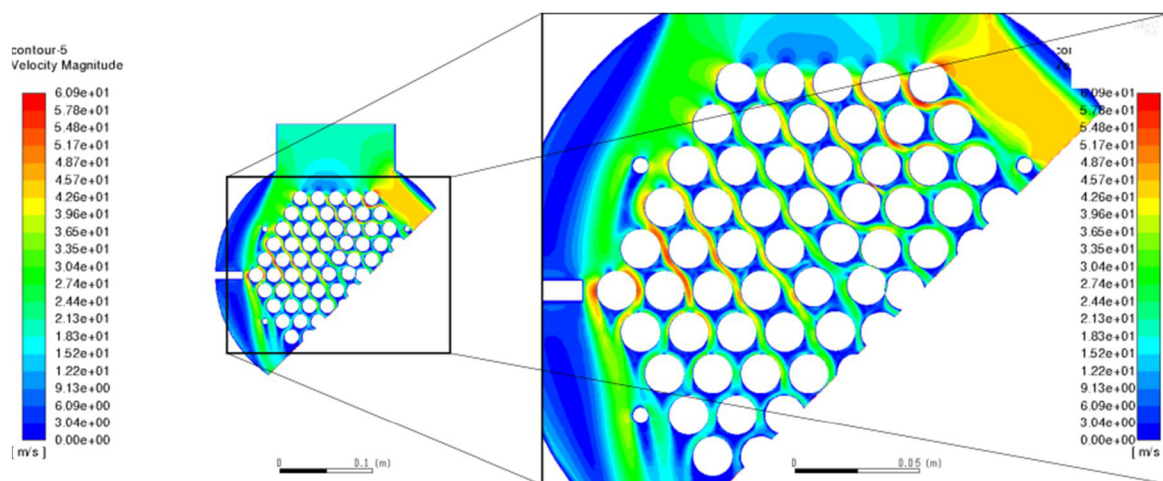 contour-5
Velocity Magnitude
6.09e+01
5.78e+01
5.48e+01
5.17e+01
4.87e+01
4.57e+01
4.26e+01
3.96e+01
3.65e+01
3.35e+01
3.04e+01
2.74e+01
2.44e+01
2.13e+01
1.83e+01
1.52e+01
1.22e+01
9.13e+00
6.09e+00
3.04e+00
0.00e+00
[ m/s ]
0 0.1 (m)
cor
6.09e+01
5.78e+01
5.48e+01
5.17e+01
4.87e+01
4.57e+01
4.26e+01
3.96e+01
3.65e+01
3.35e+01
3.04e+01
2.74e+01
2.44e+01
2.13e+01
1.83e+01
1.52e+01
1.22e+01
9.13e+00
6.09e+00
3.04e+00
0.00e+00
[ m/s ]
0 0.05 (m)